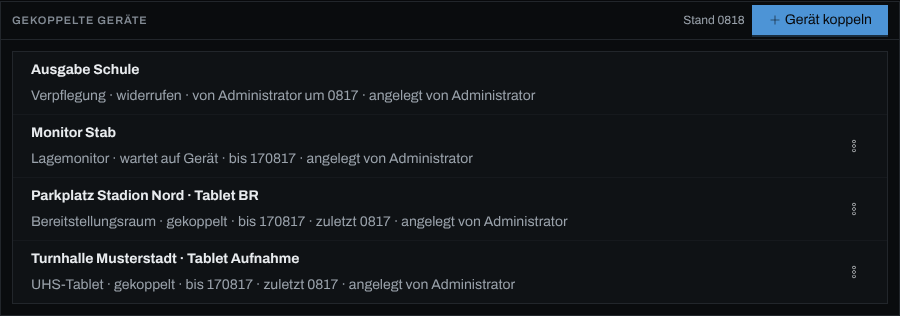 GEKOPPELTE GERÄTE
Stand 0818
+ Gerät koppeln
Ausgabe Schule
Verpflegung · widerrufen · von Administrator um 0817 · angelegt von Administrator
Monitor Stab
Lagemonitor · wartet auf Gerät · bis 170817 · angelegt von Administrator
Parkplatz Stadion Nord · Tablet BR
Bereitstellungsraum · gekoppelt · bis 170817 · zuletzt 0817 · angelegt von Administrator
Turnhalle Musterstadt · Tablet Aufnahme
UHS-Tablet · gekoppelt · bis 170817 · zuletzt 0817 · angelegt von Administrator